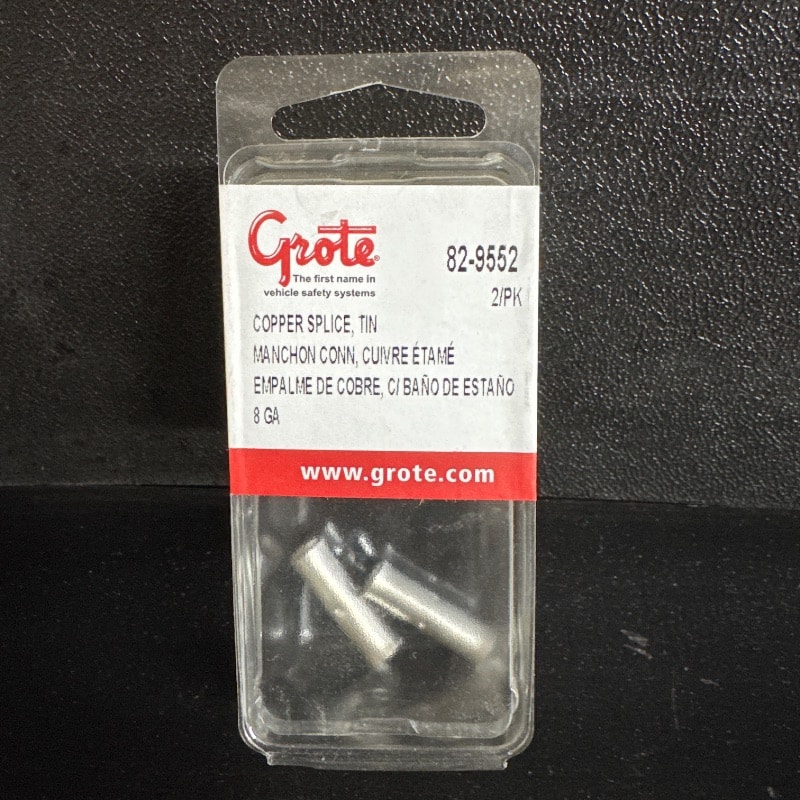 Grote®
The first name in
vehicle safety systems
82-9552
2/PK
COPPER SPLICE, TIN
MANCHON CONN, CUIVRE ÉTAMÉ
EMPALME DE COBRE, C/ BAÑO DE ESTAÑO
8 GA
www.grote.com